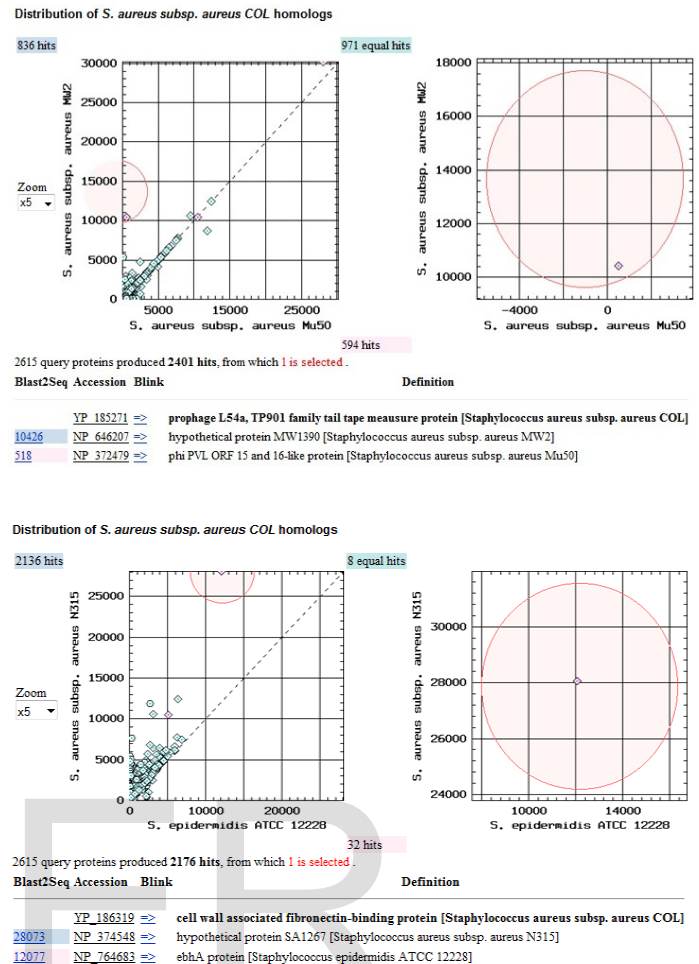 Distribution of S. aureus subsp. aureus COL homologs
836 hits
971 equal hits
30000
25000
20000
15000
10000
5000
0
S. aureus subsp. aureus MW2
5000
15000
25000
S. aureus subsp. aureus Mu50
Zoom
x5
18000
16000
14000
12000
10000
S. aureus subsp. aureus MW2
-4000
0
S. aureus subsp. aureus Mu50
594 hits
2615 query proteins produced 2401 hits, from which 1 is selected .
Blast2Seq Accession Blink Definition
YP_185271 => prophage L54a, TP901 family tail tape meausure protein [Staphylococcus aureus subsp. aureus COL]
10426 NP_646207 => hypothetical protein MW1390 [Staphylococcus aureus subsp. aureus MW2]
518 NP_372479 => phi PVL ORF 15 and 16-like protein [Staphylococcus aureus subsp. aureus Mu50]
Distribution of S. aureus subsp. aureus COL homologs
2136 hits
8 equal hits
25000
20000
15000
10000
5000
0
S. aureus subsp. aureus N315
0
10000
20000
S. epidermidis ATCC 12228
Zoom
x5
30000
28000
26000
24000
S. aureus subsp. aureus N315
10000
14000
S. epidermidis ATCC 12228
32 hits
2615 query proteins produced 2176 hits, from which 1 is selected .
Blast2Seq Accession Blink Definition
YP_186319 => cell wall associated fibronectin-binding protein [Staphylococcus aureus subsp. aureus COL]
28073 NP_374548 => hypothetical protein SA1267 [Staphylococcus aureus subsp. aureus N315]
12077 NP_764683 => ebhA protein [Staphylococcus epidermidis ATCC 12228]